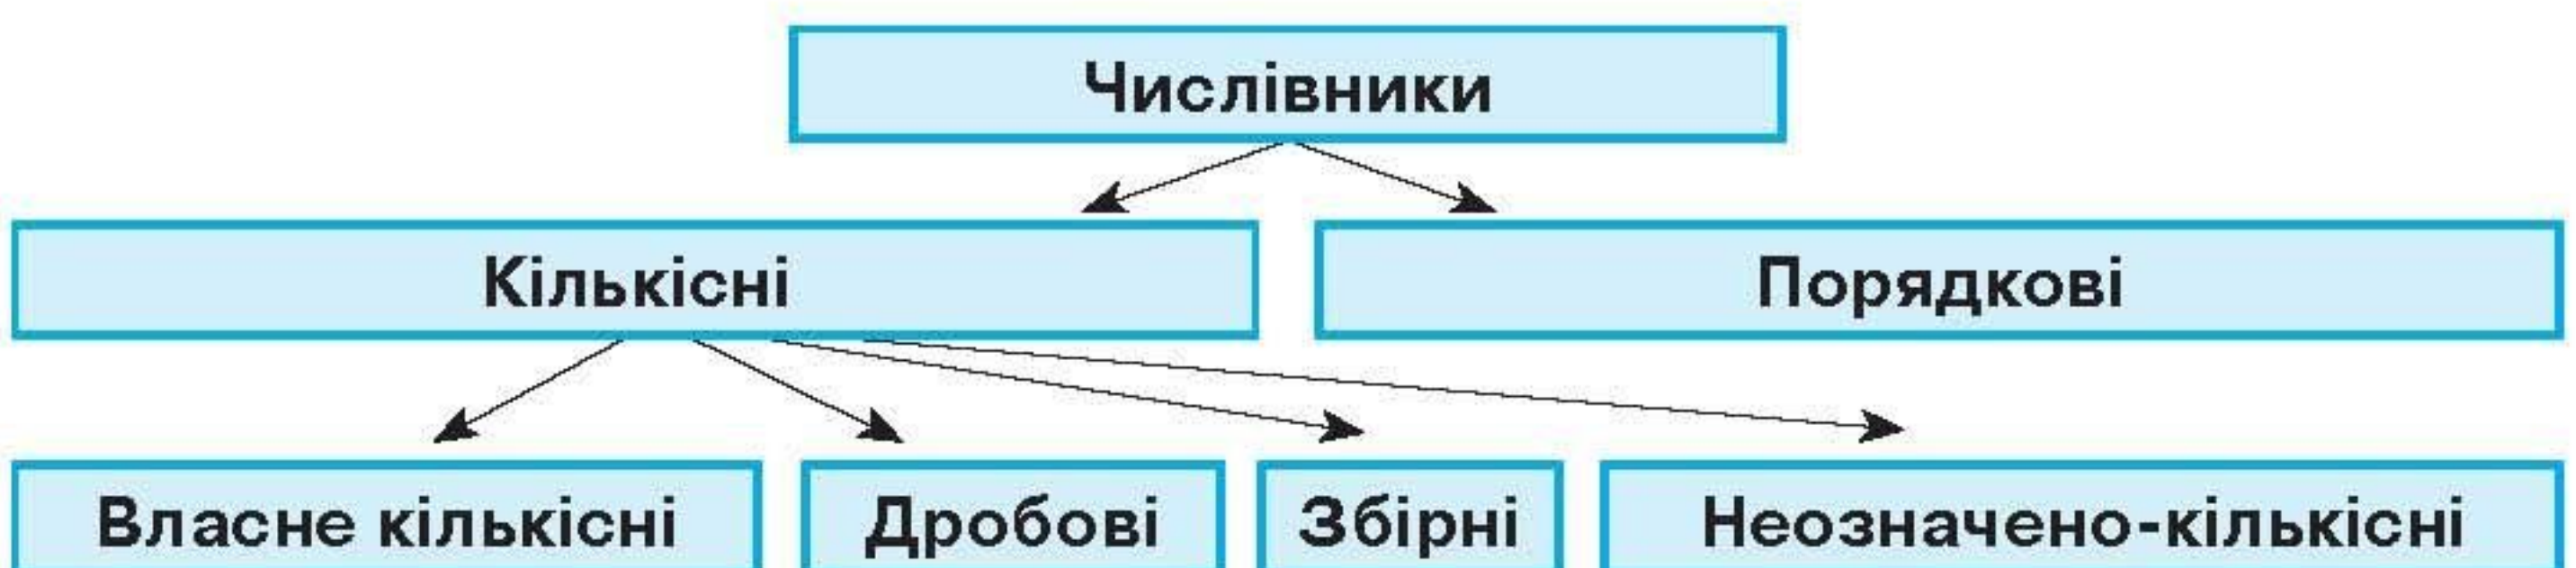 Числівники
Кількісні
Порядкові
Власне кількісні
Дробові
Збірні
Неозначено-кількісні